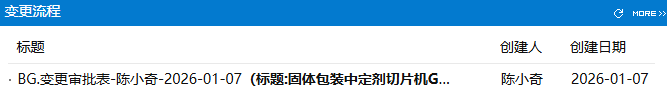 变更流程 MORE >>
标题 创建人 创建日期
· BG.变更审批表-陈小奇-2026-01-07 (标题:固体包装中定剂切片机G... 陈小奇 2026-01-07